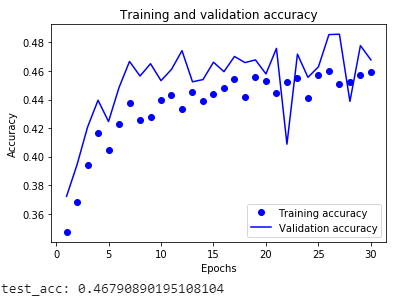 Training and validation accuracy
0.48
0.46
0.44
0.42
0.40
0.38
0.36
Accuracy
Training accuracy
Validation accuracy
0 5 10 15 20 25 30
Epochs
test_acc: 0.46790890195108104